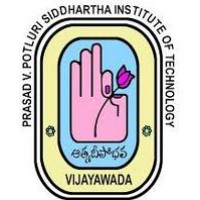 PRASAD V. POTLURI SIDDHARTHA INSTITUTE OF TECHNOLOGY
ఆత్మదీపోభవ
VIJAYAWADA